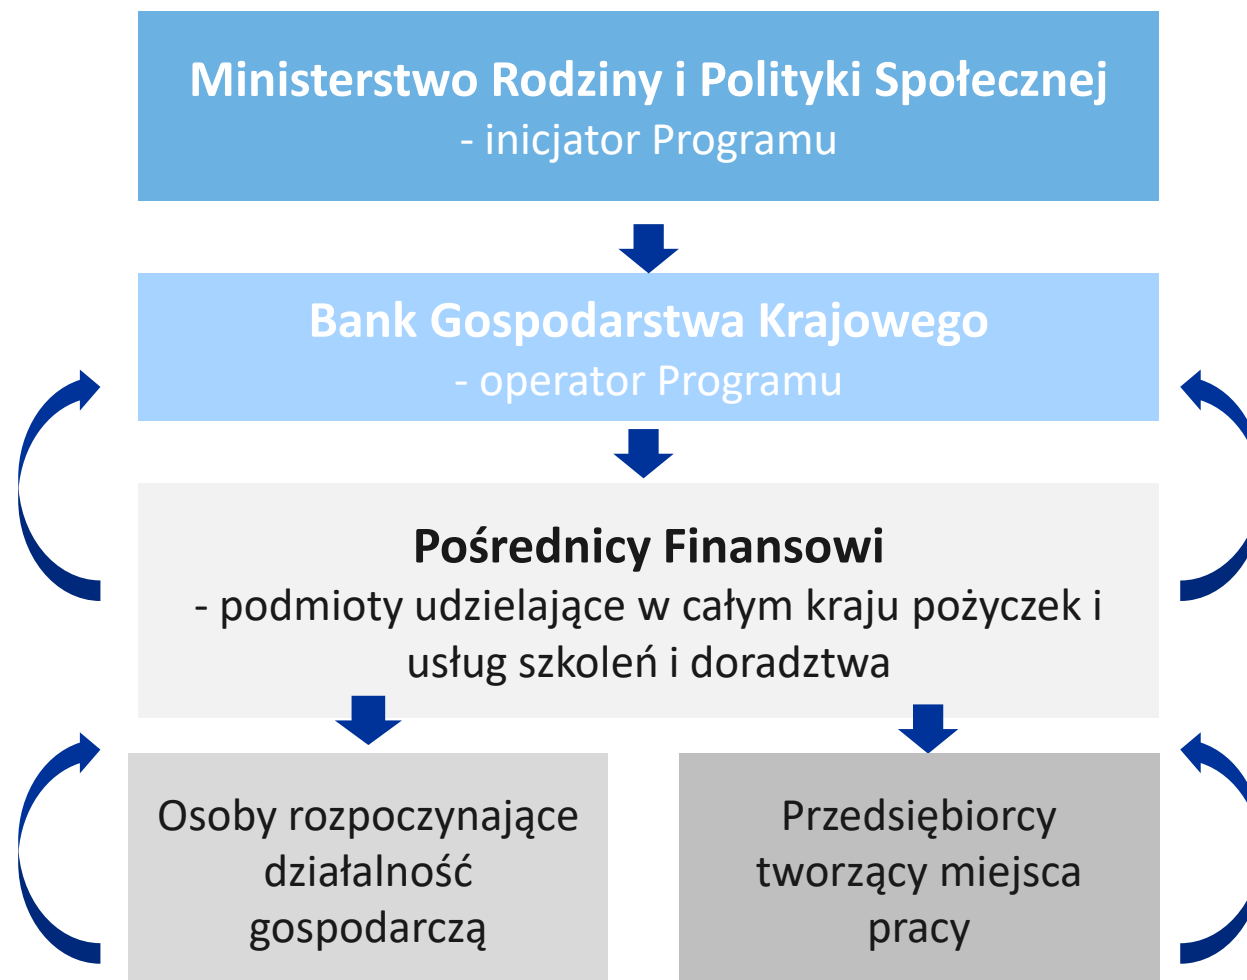 Ministerstwo Rodziny i Polityki Społecznej
- inicjator Programu
Bank Gospodarstwa Krajowego
- operator Programu
Pośrednicy Finansowi
- podmioty udzielające w całym kraju pożyczek i
usług szkoleń i doradztwa
Osoby rozpoczynające
działalność
gospodarczą
Przedsiębiorcy
tworzący miejsca
pracy